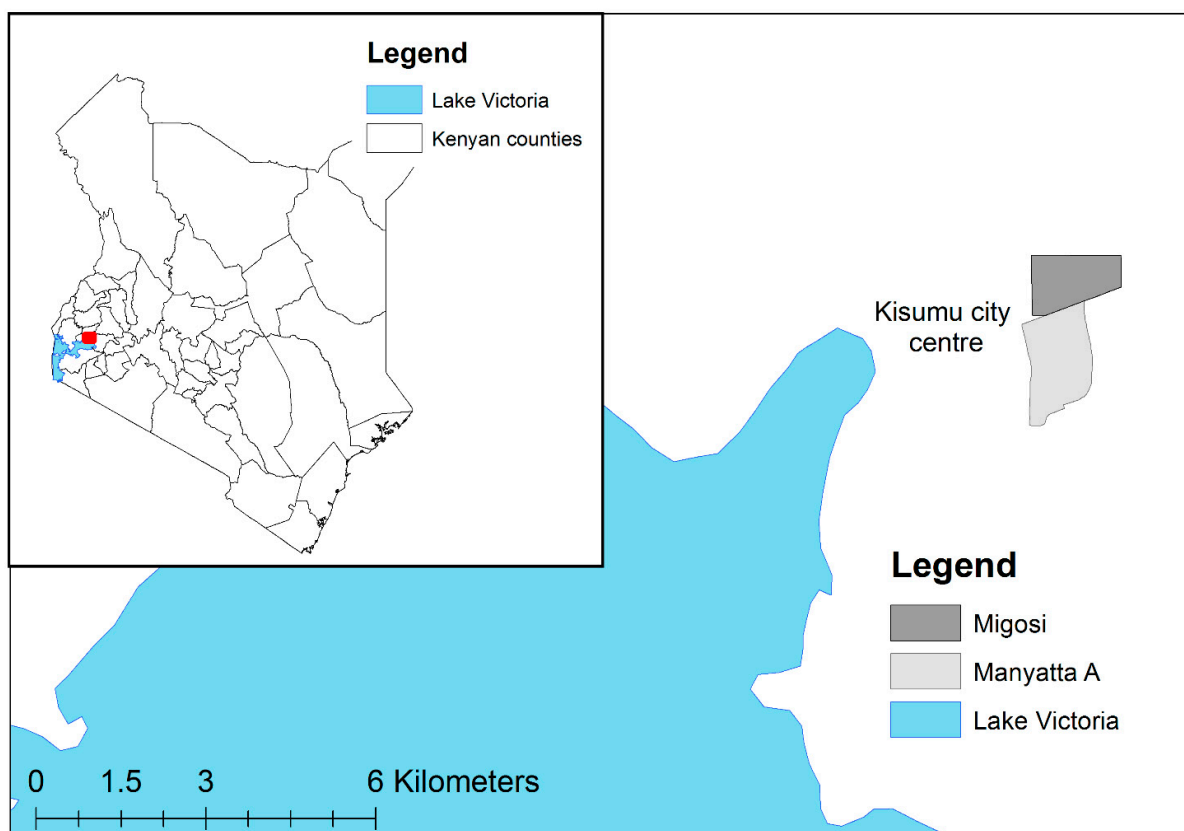 Legend
Lake Victoria
Kenyan counties
Kisumu city
centre
Legend
Migosi
Manyatta A
Lake Victoria
0 1.5 3 6 Kilometers